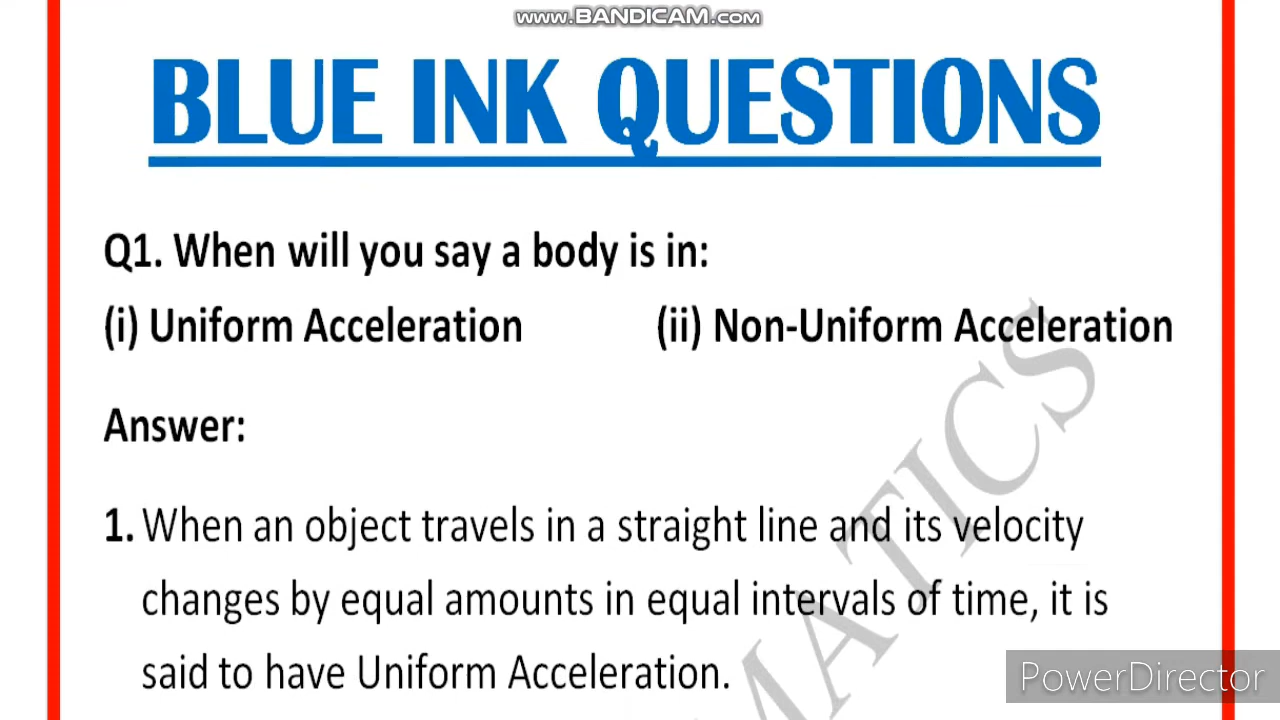 www.BANDICAM.com
BLUE INK QUESTIONS
Q1. When will you say a body is in:
(i) Uniform Acceleration (ii) Non-Uniform Acceleration
Answer:
1. When an object travels in a straight line and its velocity
changes by equal amounts in equal intervals of time, it is
said to have Uniform Acceleration.
MATICS
PowerDirector